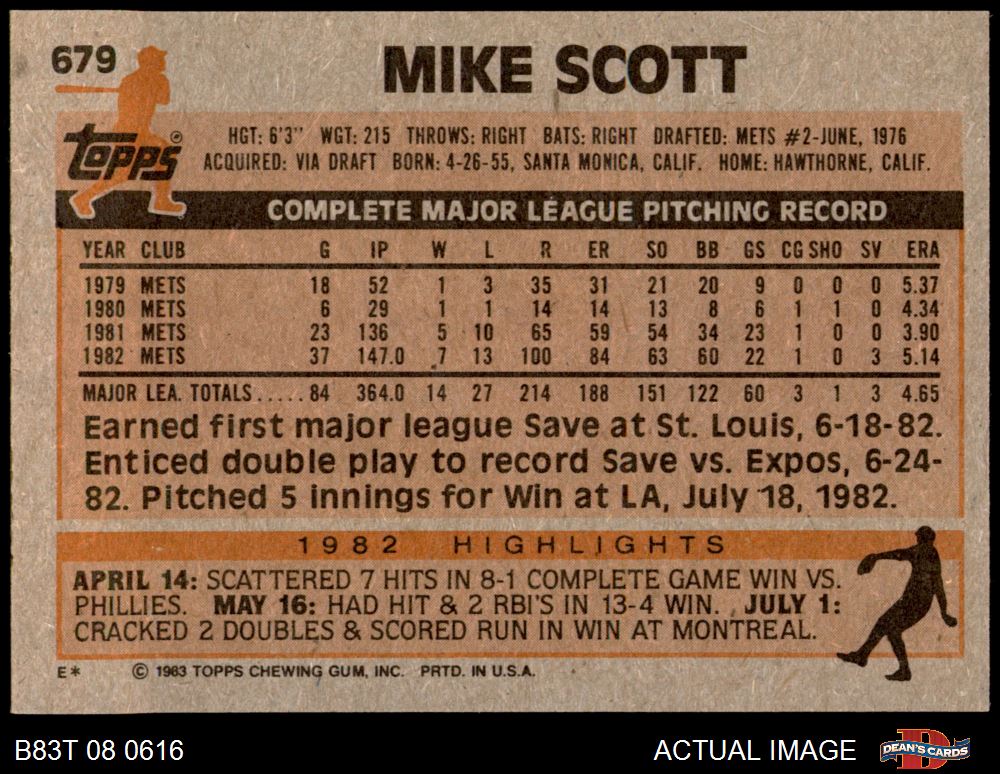 679
MIKE SCOTT
Topps®
HGT: 6'3" WGT: 215 THROWS: RIGHT BATS: RIGHT DRAFTED: METS #2-JUNE, 1976
ACQUIRED: VIA DRAFT BORN: 4-26-55, SANTA MONICA, CALIF. HOME: HAWTHORNE, CALIF.
COMPLETE MAJOR LEAGUE PITCHING RECORD
YEAR CLUB G IP W L R ER SO BB GS CG SHO SV ERA
1979 METS 18 52 1 3 35 31 21 20 9 0 0 0 5.37
1980 METS 6 29 1 1 14 14 13 8 6 1 1 0 4.34
1981 METS 23 136 5 10 65 59 54 34 23 1 0 0 3.90
1982 METS 37 147.0 7 13 100 84 63 60 22 1 0 3 5.14
MAJOR LEA. TOTALS.....84 364.0 14 27 214 188 151 122 60 3 1 3 4.65
Earned first major league Save at St. Louis, 6-18-82.
Enticed double play to record Save vs. Expos, 6-24-
82. Pitched 5 innings for Win at LA, July 18, 1982.
1982 HIGHLIGHTS
APRIL 14: SCATTERED 7 HITS IN 8-1 COMPLETE GAME WIN VS.
PHILLIES. MAY 16: HAD HIT & 2 RBI'S IN 13-4 WIN. JULY 1:
CRACKED 2 DOUBLES & SCORED RUN IN WIN AT MONTREAL.
E* © 1983 TOPPS CHEWING GUM, INC. PRTD. IN U.S.A.
B83T 08 0616 ACTUAL IMAGE DEAN'S CARDS